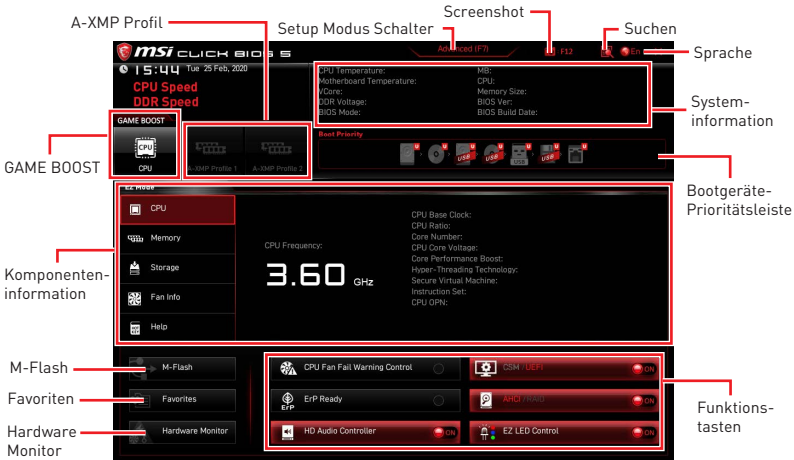 A-XMP Profil
Setup Modus Schalter
Screenshot
Suchen
Sprache
msi CLICK BIOS 5
Advanced (F7)
F12
En
15:44 Tue 25 Feb, 2020
CPU Speed
DDR Speed
CPU Temperature:
Motherboard Temperature:
VCore:
DDR Voltage:
BIOS Mode:
MB:
CPU:
Memory Size:
BIOS Ver:
BIOS Build Date:
System-
information
GAME BOOST
CPU
CPU
A-XMP Profile 1
A-XMP Profile 2
GAME BOOST
Boot Priority
U
U
U
USB
U
USB
U
USB
U
USB
U
Bootgeräte-
Prioritätsleiste
EZ Mode
CPU
Memory
Storage
Fan Info
Help
Komponenten-
information
CPU Frequency:
3.60 GHz
CPU Base Clock:
CPU Ratio:
Core Number:
CPU Core Voltage:
Core Performance Boost:
Hyper-Threading Technology:
Secure Virtual Machine:
Instruction Set:
CPU OPN:
M-Flash
Favoriten
Hardware
Monitor
M-Flash
Favorites
Hardware Monitor
CPU Fan Fail Warning Control
ErP
ErP Ready
HD Audio Controller
ON
CSM / UEFI
ON
AHCI / RAID
ON
EZ LED Control
ON
Funktions-
tasten